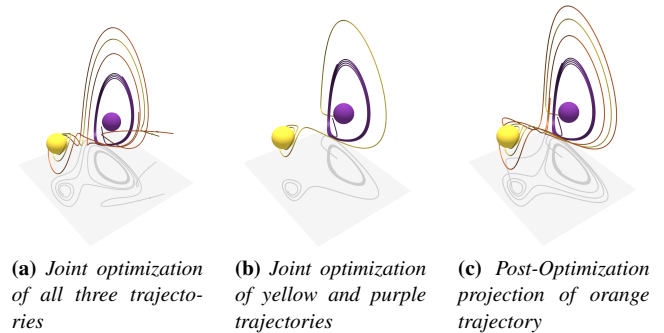 (a) Joint optimization
of all three trajecto-
ries
(b) Joint optimization
of yellow and purple
trajectories
(c) Post-Optimization
projection of orange
trajectory